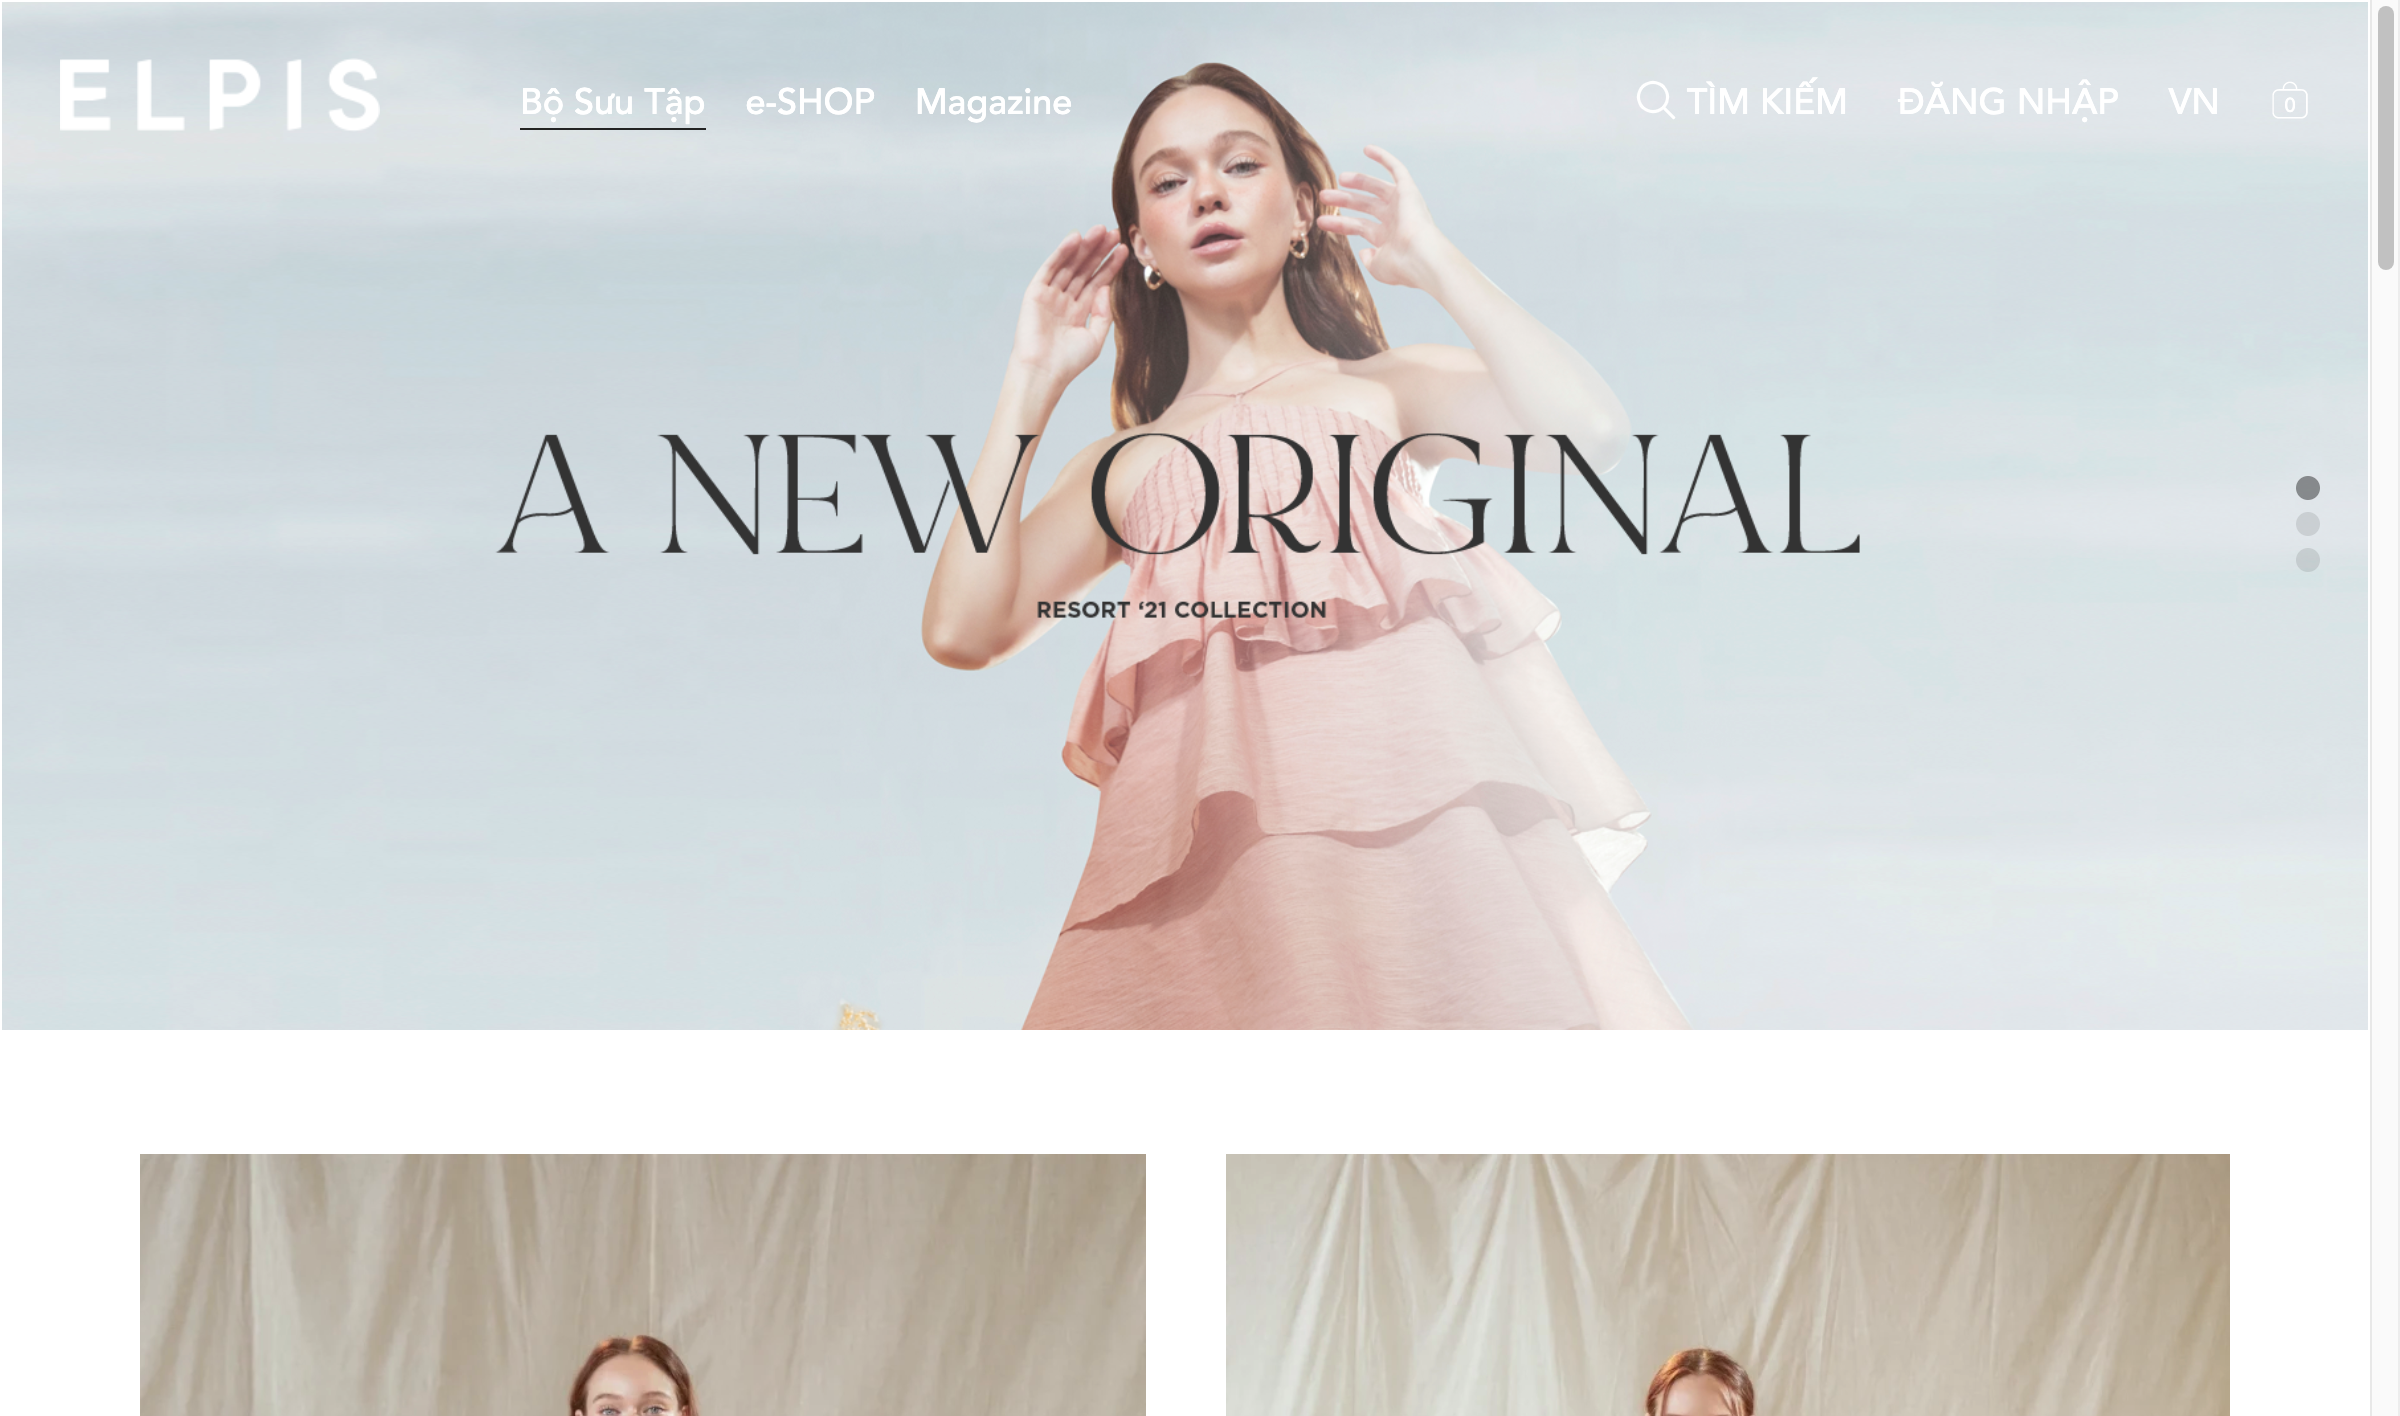 ELPIS
Bộ Sưu Tập e-SHOP Magazine
TÌM KIẾM ĐĂNG NHẬP VN 0
A NEW ORIGINAL
RESORT ‘21 COLLECTION